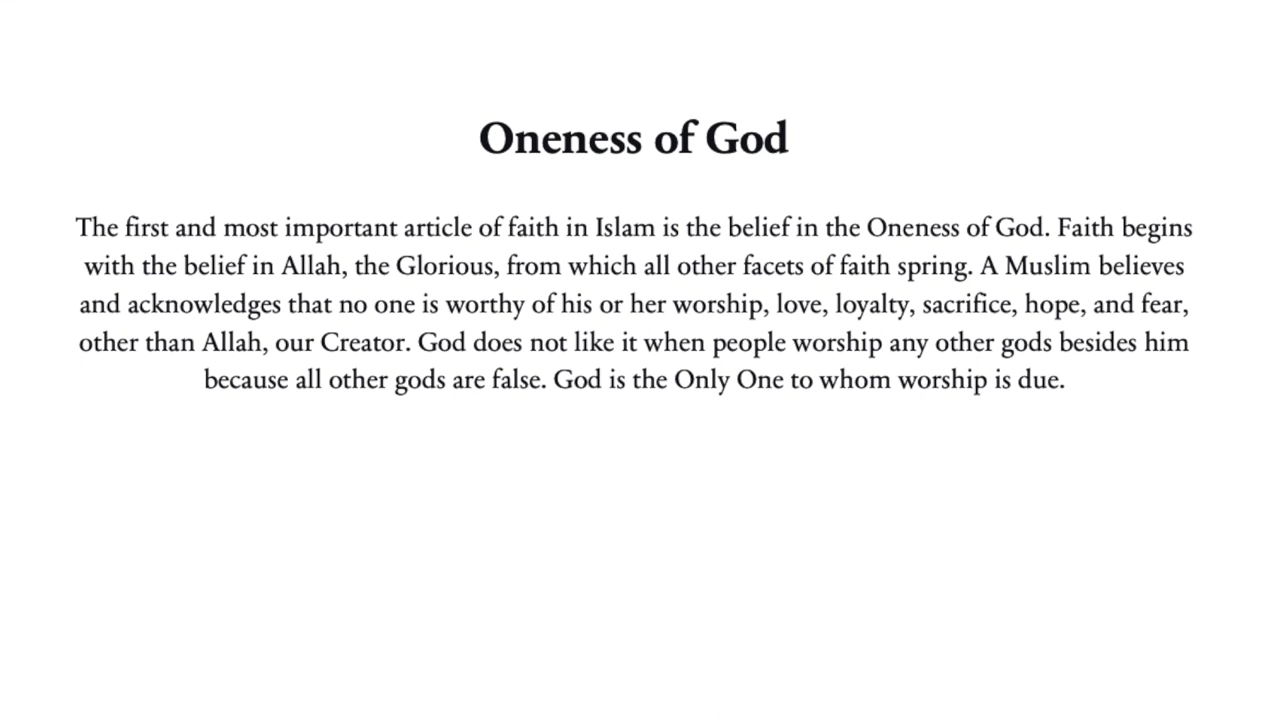 Oneness of God
The first and most important article of faith in Islam is the belief in the Oneness of God. Faith begins
with the belief in Allah, the Glorious, from which all other facets of faith spring. A Muslim believes
and acknowledges that no one is worthy of his or her worship, love, loyalty, sacrifice, hope, and fear,
other than Allah, our Creator. God does not like it when people worship any other gods besides him
because all other gods are false. God is the Only One to whom worship is due.